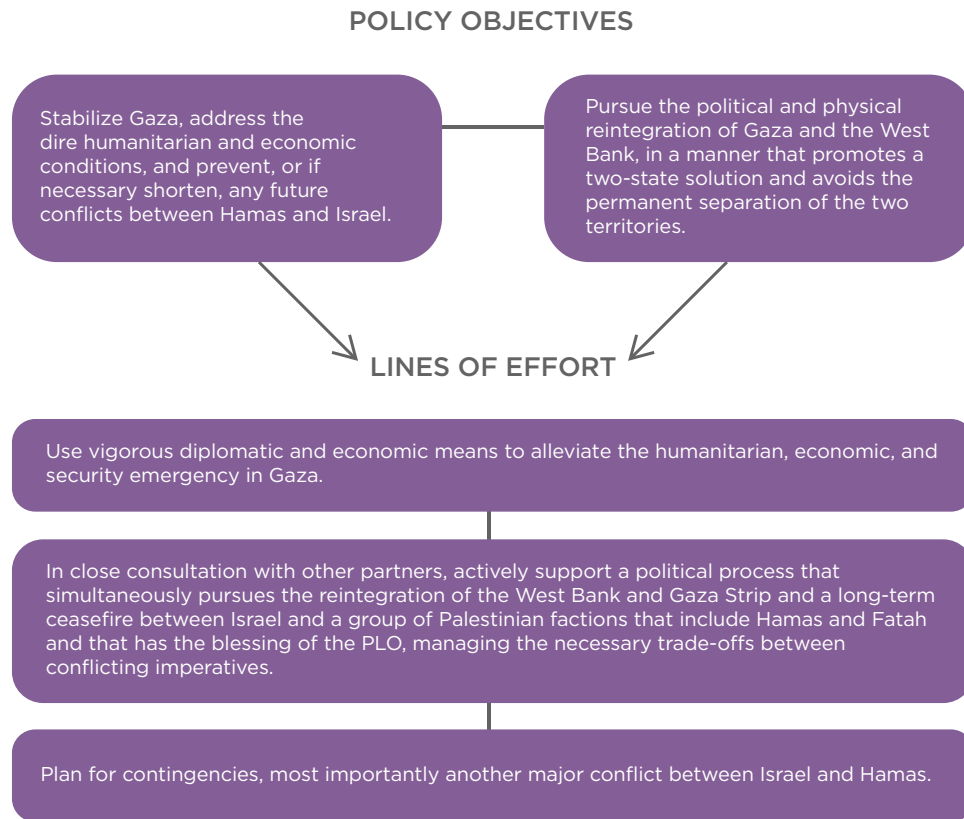 POLICY OBJECTIVES
Stabilize Gaza, address the
dire humanitarian and economic
conditions, and prevent, or if
necessary shorten, any future
conflicts between Hamas and Israel.
Pursue the political and physical
reintegration of Gaza and the West
Bank, in a manner that promotes a
two-state solution and avoids the
permanent separation of the two
territories.
LINES OF EFFORT
Use vigorous diplomatic and economic means to alleviate the humanitarian, economic, and
security emergency in Gaza.
In close consultation with other partners, actively support a political process that
simultaneously pursues the reintegration of the West Bank and Gaza Strip and a long-term
ceasefire between Israel and a group of Palestinian factions that include Hamas and Fatah
and that has the blessing of the PLO, managing the necessary trade-offs between
conflicting imperatives.
Plan for contingencies, most importantly another major conflict between Israel and Hamas.